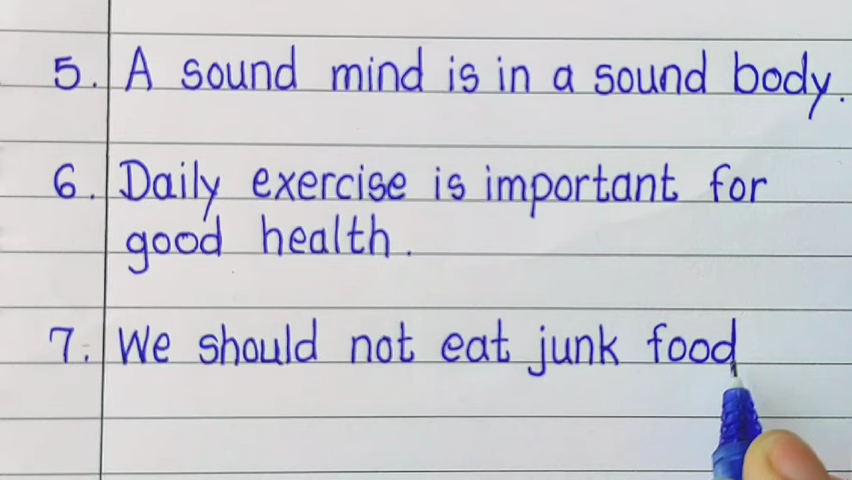 5. A sound mind is in a sound body.
6. Daily exercise is important for
good health.
7. We should not eat junk food